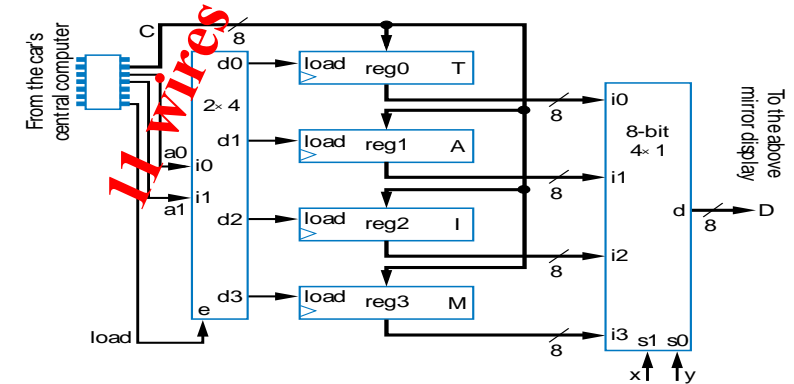 From the car's
central computer
C
8
11 wires
2×4
d0
d1
d2
d3
a0
i0
a1
i1
e
load
load
reg0
T
load
reg1
A
load
reg2
I
load
reg3
M
8
8
8
8
i0
i1
i2
i3
8-bit
4×1
d
s1 s0
x
y
8
D
To the above
mirror display